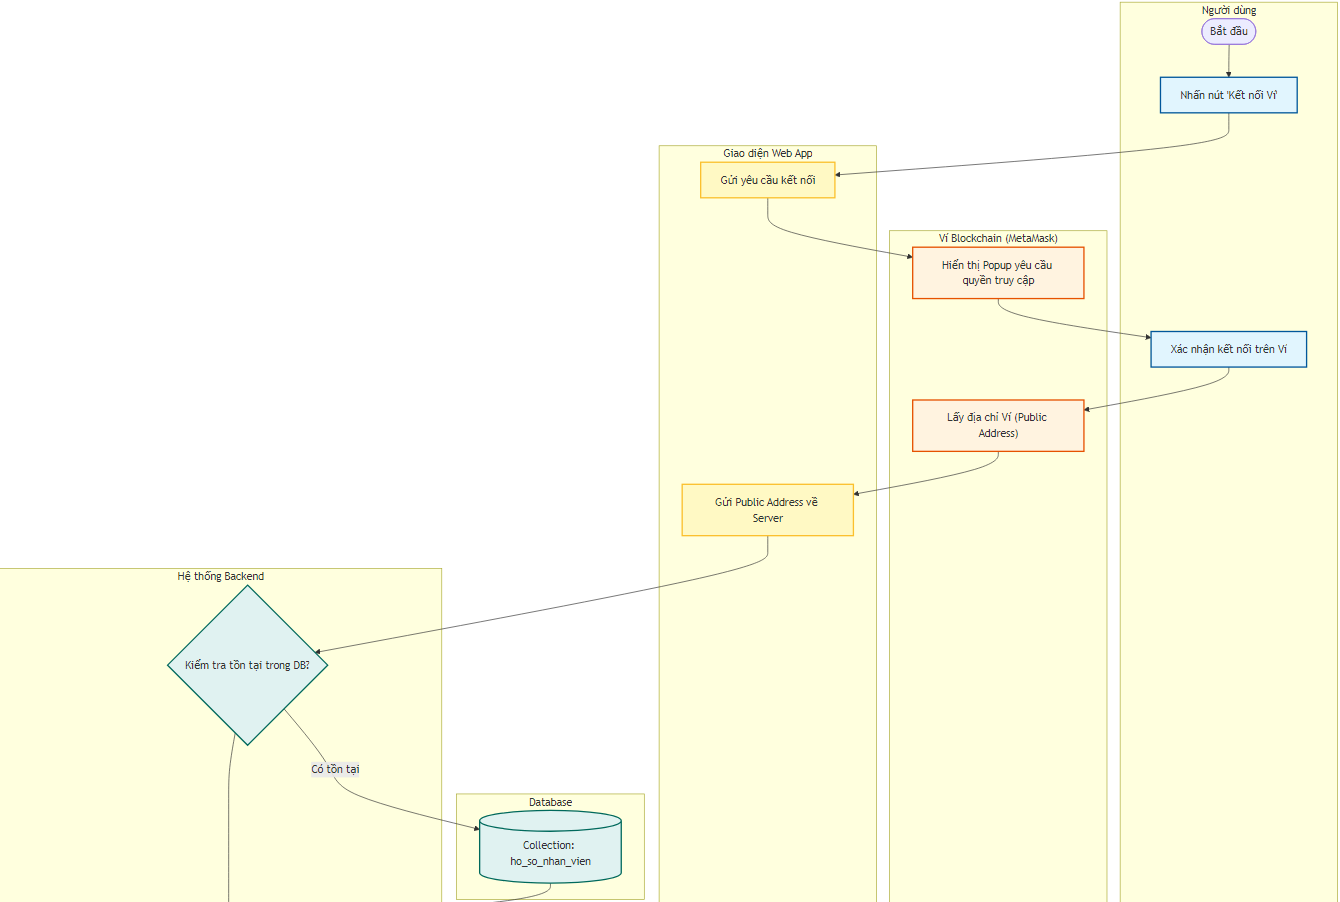 Người dùng
Bắt đầu
Nhấn nút 'Kết nối Ví'
Giao diện Web App
Gửi yêu cầu kết nối
Ví Blockchain (MetaMask)
Hiển thị Popup yêu cầu
quyền truy cập
Xác nhận kết nối trên Ví
Lấy địa chỉ Ví (Public
Address)
Gửi Public Address về
Server
Hệ thống Backend
Kiểm tra tồn tại trong DB?
Có tồn tại
Database
Collection:
ho_so_nhan_vien